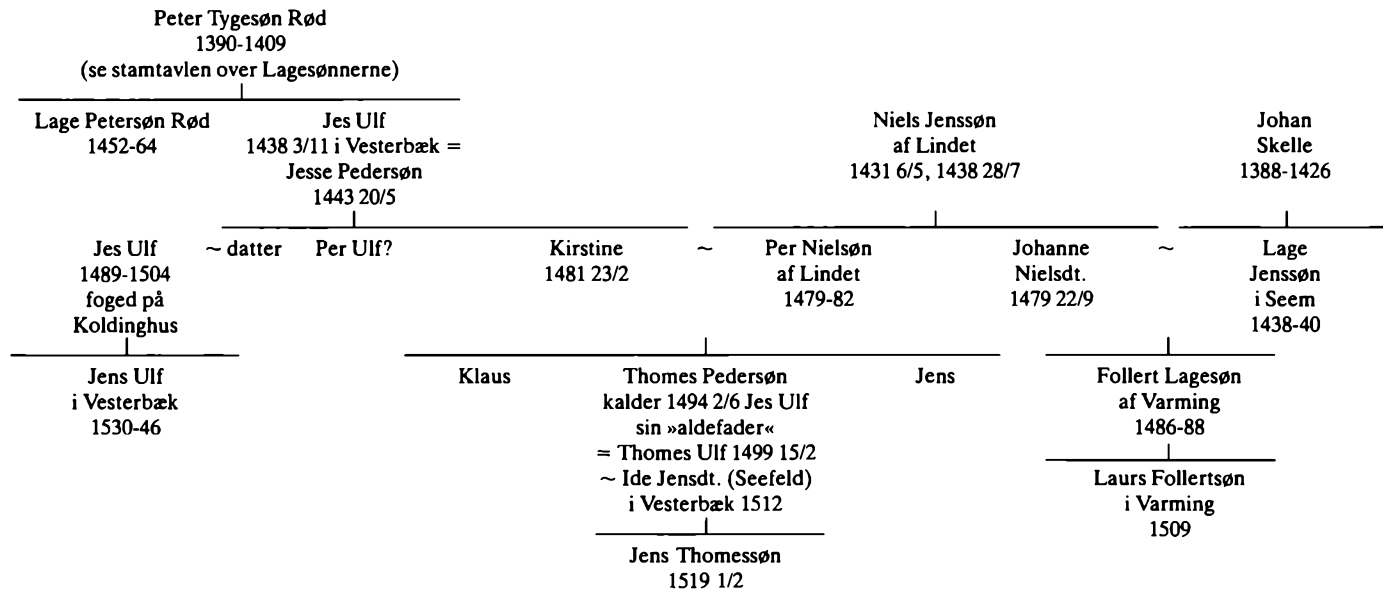 Peter Tygesøn Rød
1390-1409
(se stamtavlen over Lagesønnerne)
Lage Petersøn Rød
1452-64
Jes Ulf
1438 3/11 i Vesterbæk =
Jesse Pedersøn
1443 20/5
Niels Jenssøn
af Lindet
1431 6/5, 1438 28/7
Johan
Skelle
1388-1426
Jes Ulf
1489-1504
foged på
Koldinghus
~ datter
Per Ulf?
Kirstine
1481 23/2
~
Per Nielsøn
af Lindet
1479-82
Johanne
Nielsdt.
1479 22/9
~
Lage
Jenssøn
i Seem
1438-40
Jens Ulf
i Vesterbæk
1530-46
Klaus
Thomes Pedersøn
kalder 1494 2/6 Jes Ulf
sin »aldefader«
= Thomes Ulf 1499 15/2
~ Ide Jensdt. (Seefeld)
i Vesterbæk 1512
Jens
Follert Lagesøn
af Varming
1486-88
Laurs Follertsøn
i Varming
1509
Jens Thomessøn
1519 1/2